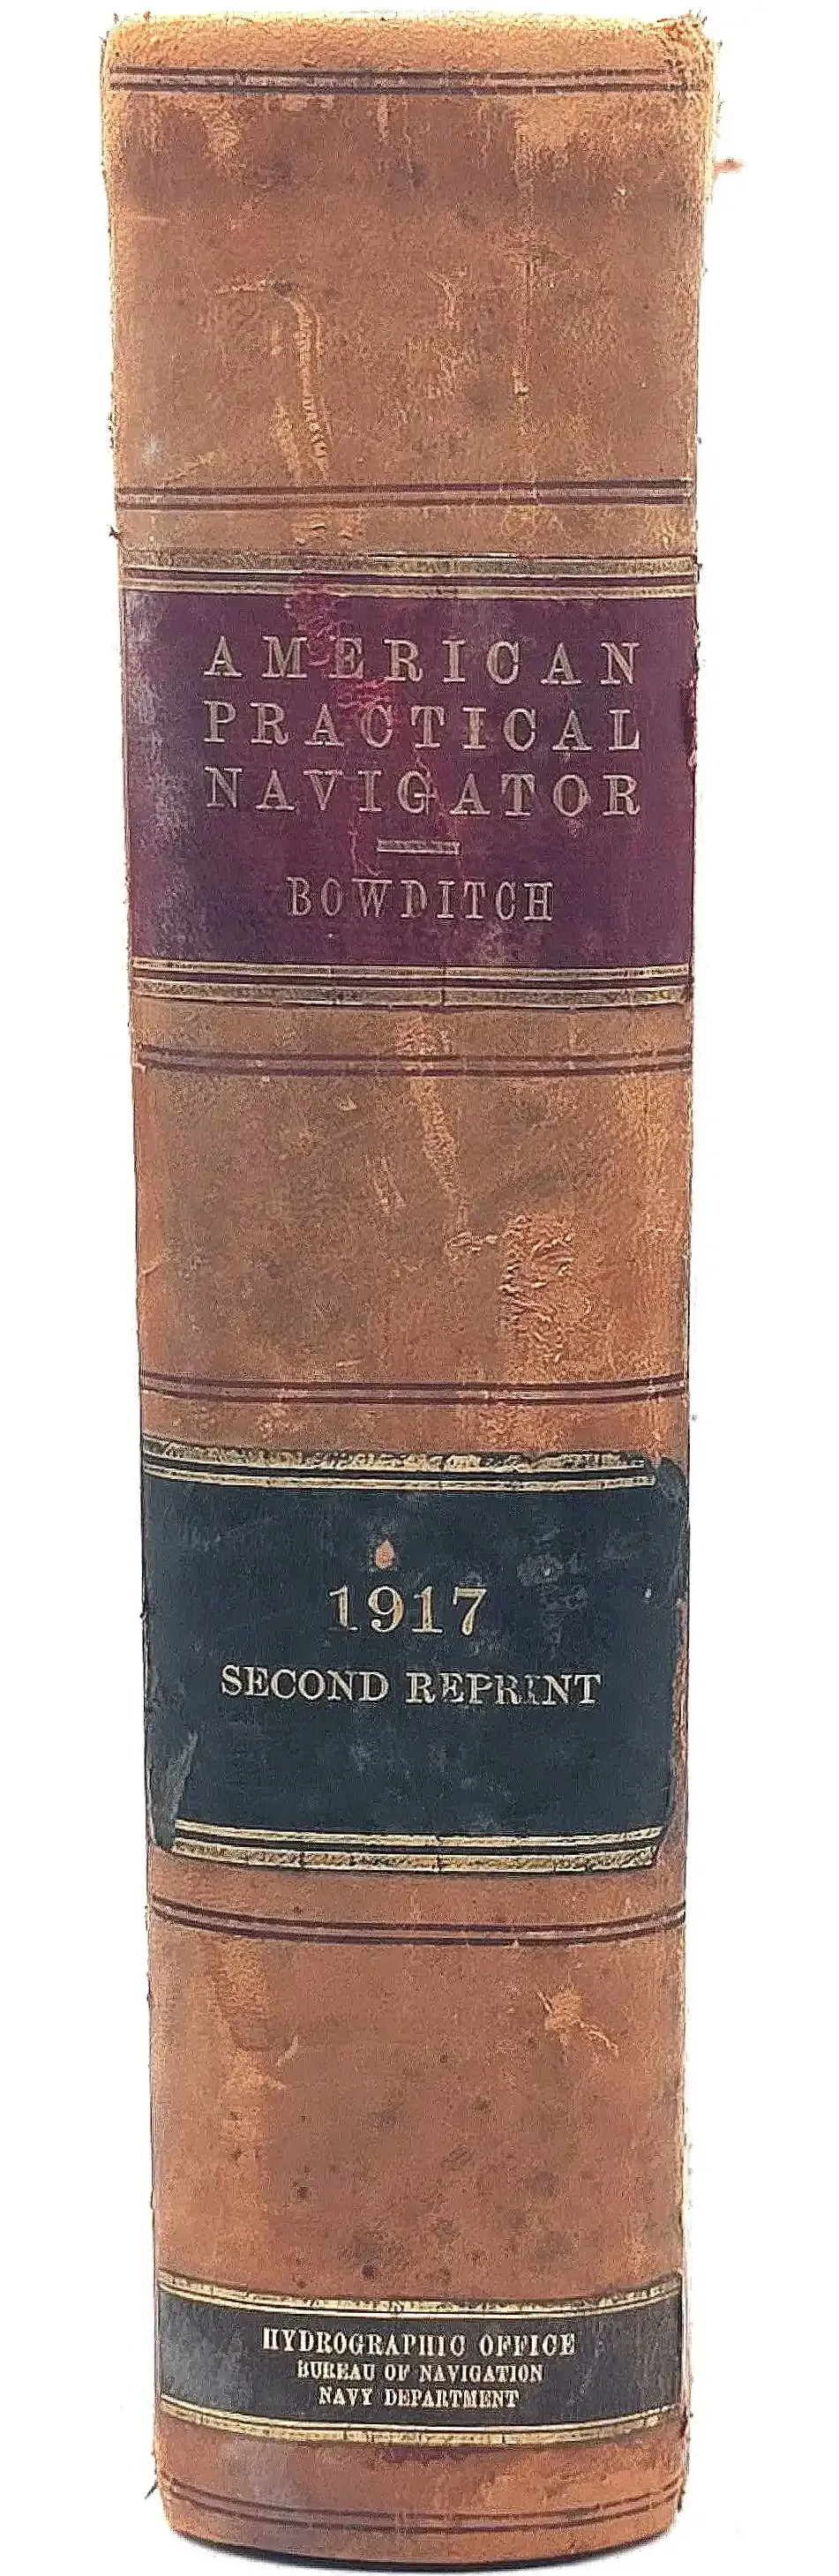 AMERICAN
PRACTICAL
NAVIGATOR
BOWDITCH
1917
SECOND REPRINT
HYDROGRAPHIC OFFICE
BUREAU OF NAVIGATION
NAVY DEPARTMENT